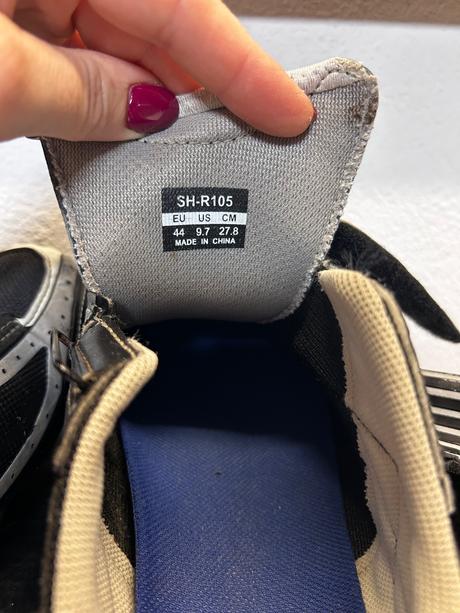 SH-R105
EU US CM
44 9.7 27.8
MADE IN CHINA